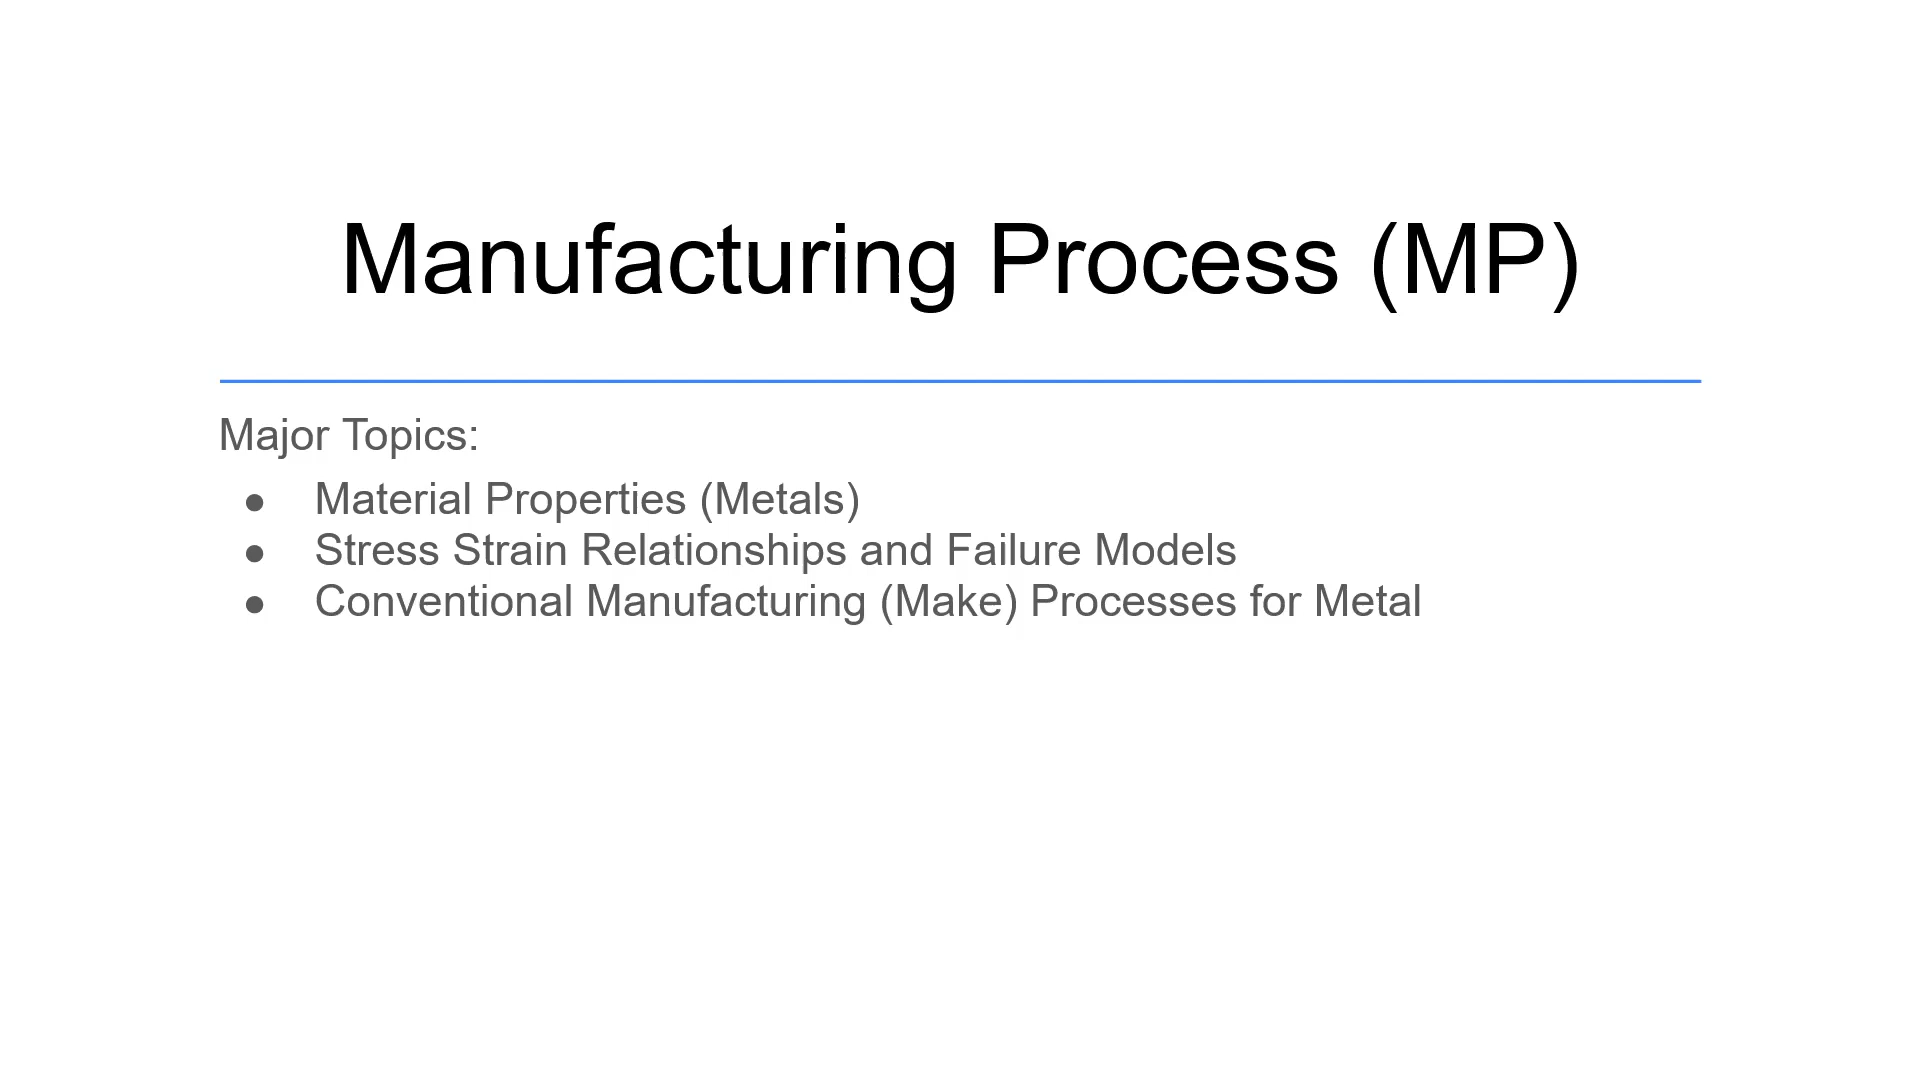 Manufacturing Process (MP)
Major Topics:
● Material Properties (Metals)
● Stress Strain Relationships and Failure Models
● Conventional Manufacturing (Make) Processes for Metal